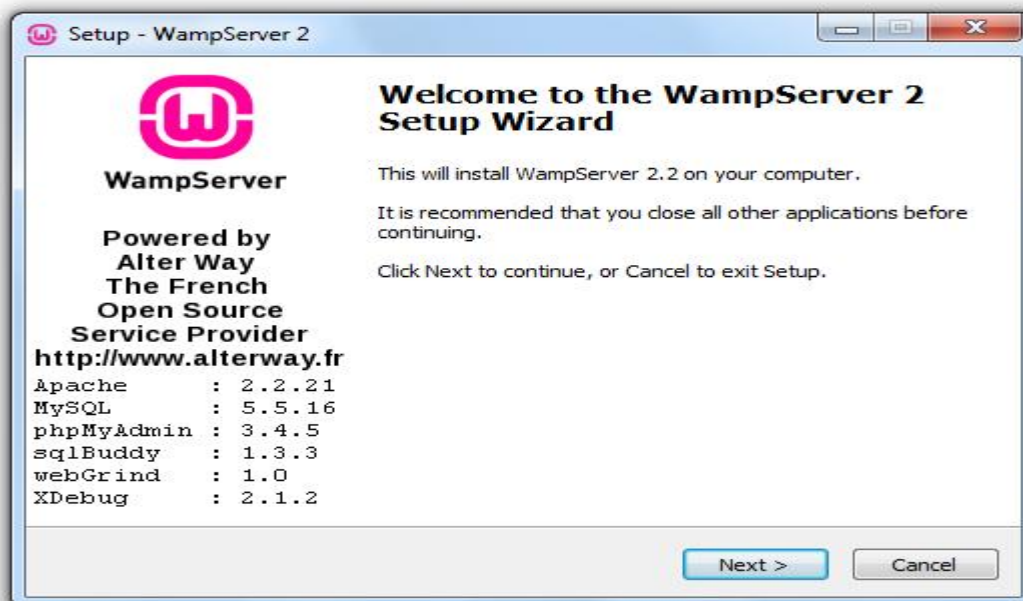 Setup - WampServer 2
WampServer
Powered by
Alter Way
The French
Open Source
Service Provider
http://www.alterway.fr
Apache : 2.2.21
MySQL : 5.5.16
phpMyAdmin : 3.4.5
sqlBuddy : 1.3.3
webGrind : 1.0
XDebug : 2.1.2
Welcome to the WampServer 2
Setup Wizard
This will install WampServer 2.2 on your computer.
It is recommended that you close all other applications before
continuing.
Click Next to continue, or Cancel to exit Setup.
Next >
Cancel